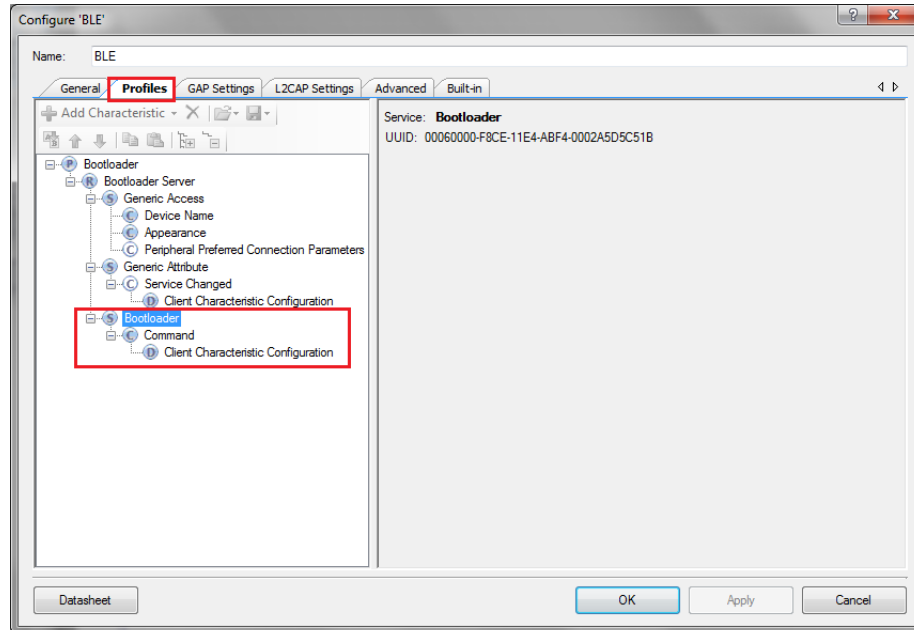 Configure 'BLE'
Name: BLE
General Profiles GAP Settings L2CAP Settings Advanced Built-in
Add Characteristic
Service: Bootloader
UUID: 00060000-F8CE-11E4-ABF4-0002A5D5C51B
P Bootloader
R Bootloader Server
S Generic Access
C Device Name
C Appearance
C Peripheral Preferred Connection Parameters
S Generic Attribute
C Service Changed
D Client Characteristic Configuration
S Bootloader
C Command
D Client Characteristic Configuration
Datasheet OK Apply Cancel